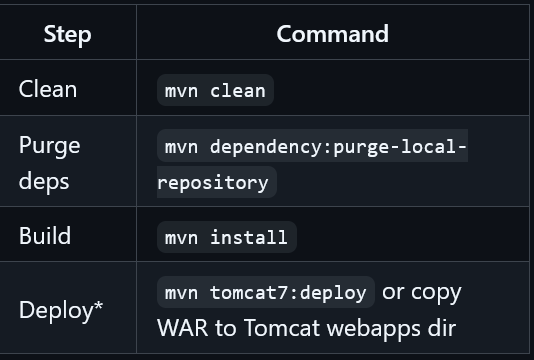 Step Command
Clean mvn clean
Purge mvn dependency:purge-local-
deps repository
Build mvn install
Deploy* mvn tomcat7:deploy or copy
WAR to Tomcat webapps dir